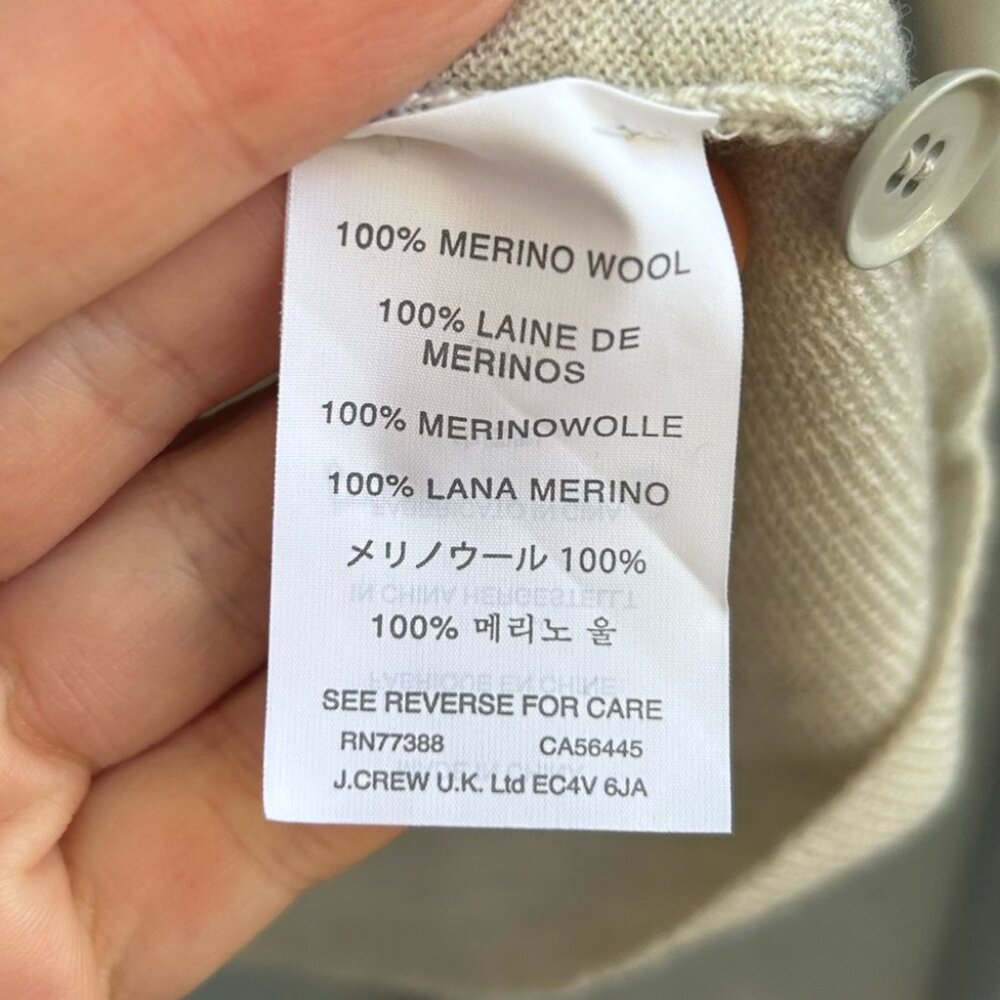 100% MERINO WOOL
100% LAINE DE
MERINOS
100% MERINOWOLLE
100% LANA MERINO
メリノウール 100%
100% 메리노 울
SEE REVERSE FOR CARE
RN77388 CA56445
J.CREW U.K. Ltd EC4V 6JA